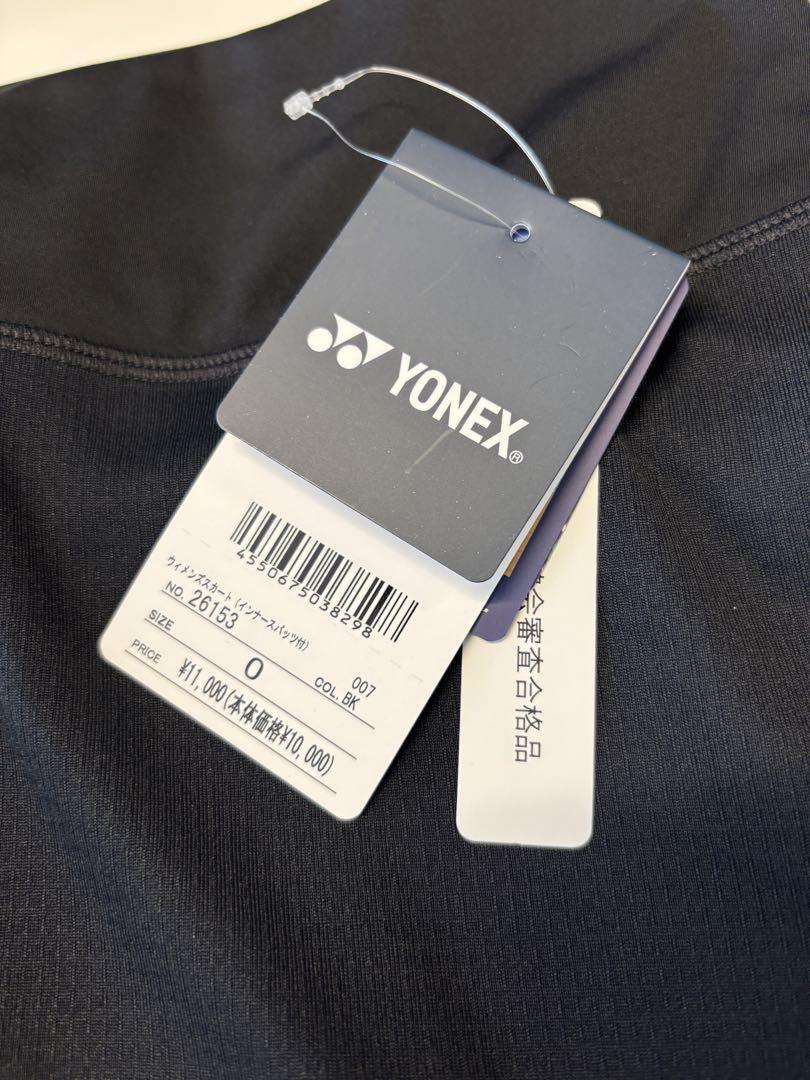 YONEX®
4550675038298
ウィメンズスカート(インナースパッツ付)
NO. 26153
SIZE O
007
COL. BK
PRICE ¥11,000(本体価格¥10,000)
審査合格品